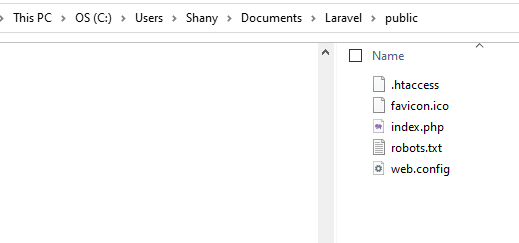 This PC > OS (C:) > Users > Shany > Documents > Laravel > public
Name
.htaccess
favicon.ico
index.php
robots.txt
web.config